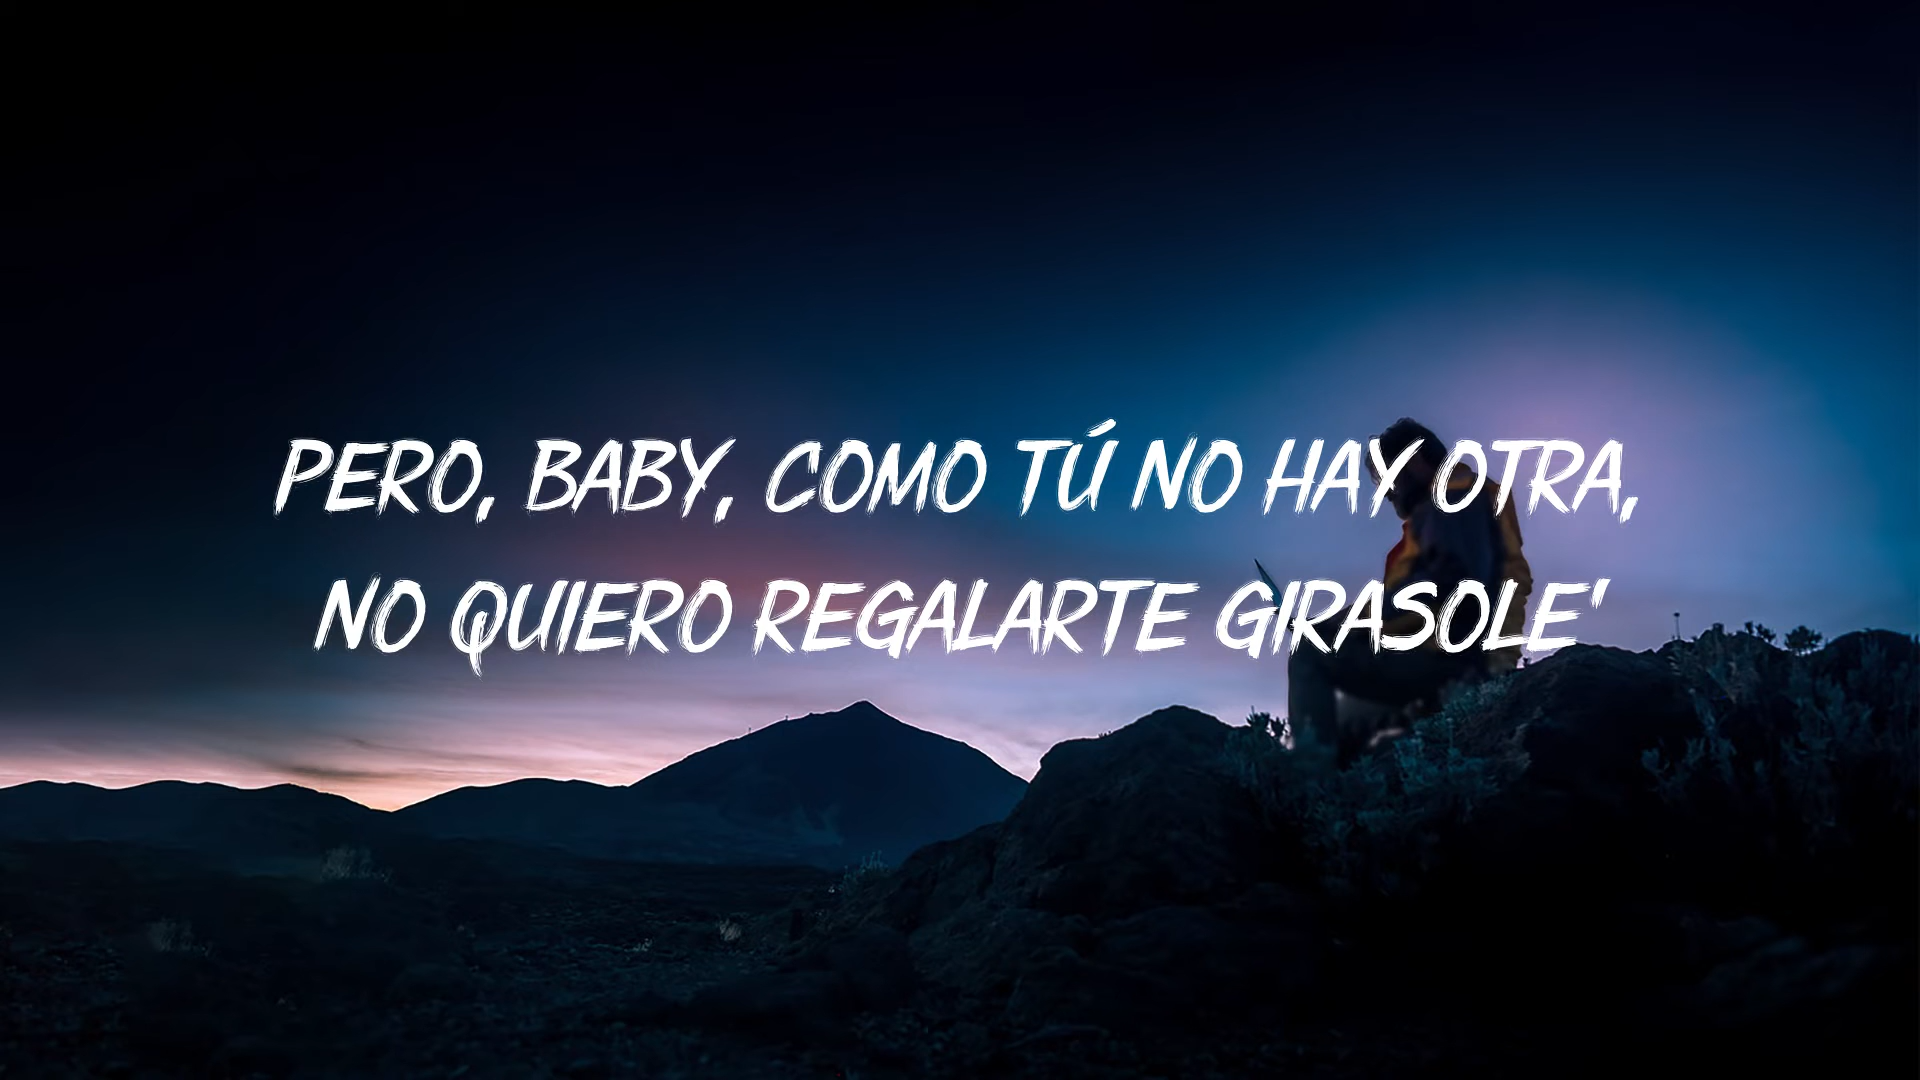 PERO, BABY, COMO TÚ NO HAY OTRA,
NO QUIERO REGALARTE GIRASOLE'